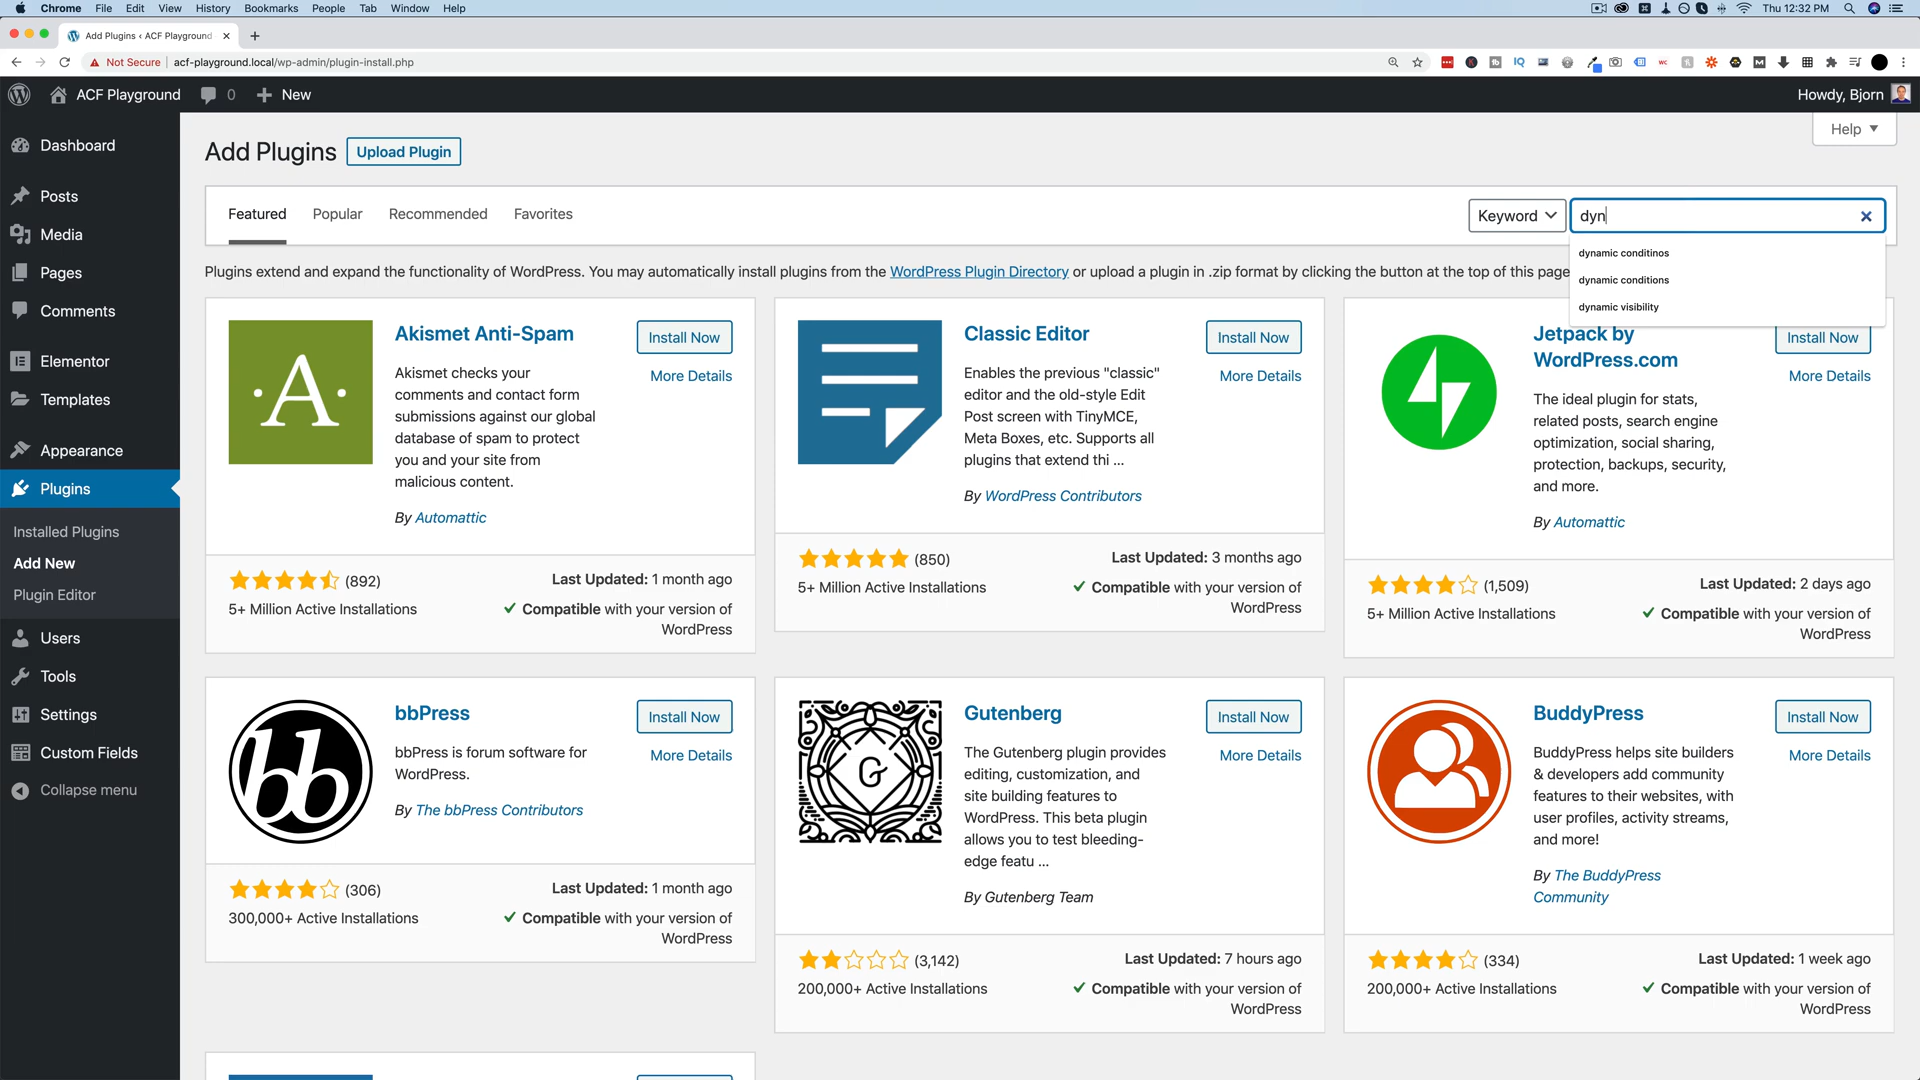 Chrome File Edit View History Bookmarks People Tab Window Help
Thu 12:32 PM
Add Plugins ‹ ACF Playground
Not Secure acf-playground.local/wp-admin/plugin-install.php
ACF Playground 0 New
Howdy, Bjorn
Dashboard
Posts
Media
Pages
Comments
Elementor
Templates
Appearance
Plugins
Installed Plugins
Add New
Plugin Editor
Users
Tools
Settings
Custom Fields
Collapse menu
Help
Add Plugins Upload Plugin
Featured Popular Recommended Favorites
Keyword dyn
dynamic conditinos
dynamic conditions
dynamic visibility
Plugins extend and expand the functionality of WordPress. You may automatically install plugins from the WordPress Plugin Directory or upload a plugin in .zip format by clicking the button at the top of this page
Akismet Anti-Spam
Install Now
More Details
Akismet checks your
comments and contact form
submissions against our global
database of spam to protect
you and your site from
malicious content.
By Automattic
(892)
5+ Million Active Installations
Last Updated: 1 month ago
Compatible with your version of
WordPress
Classic Editor
Install Now
More Details
Enables the previous "classic"
editor and the old-style Edit
Post screen with TinyMCE,
Meta Boxes, etc. Supports all
plugins that extend thi ...
By WordPress Contributors
(850)
5+ Million Active Installations
Last Updated: 3 months ago
Compatible with your version of
WordPress
Jetpack by
WordPress.com
Install Now
More Details
The ideal plugin for stats,
related posts, search engine
optimization, social sharing,
protection, backups, security,
and more.
By Automattic
(1,509)
5+ Million Active Installations
Last Updated: 2 days ago
Compatible with your version of
WordPress
bb
bbPress
Install Now
More Details
bbPress is forum software for
WordPress.
By The bbPress Contributors
(306)
300,000+ Active Installations
Last Updated: 1 month ago
Compatible with your version of
WordPress
G
Gutenberg
Install Now
More Details
The Gutenberg plugin provides
editing, customization, and
site building features to
WordPress. This beta plugin
allows you to test bleeding-
edge featu ...
By Gutenberg Team
(3,142)
200,000+ Active Installations
Last Updated: 7 hours ago
Compatible with your version of
WordPress
BuddyPress
Install Now
More Details
BuddyPress helps site builders
& developers add community
features to their websites, with
user profiles, activity streams,
and more!
By The BuddyPress
Community
(334)
200,000+ Active Installations
Last Updated: 1 week ago
Compatible with your version of
WordPress